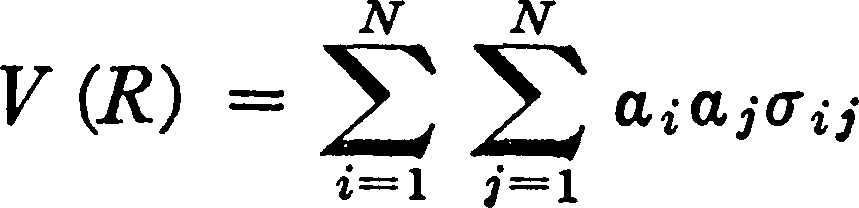 V (R) = \sum_{i=1}^{N} \sum_{j=1}^{N} a_i a_j \sigma_{ij}